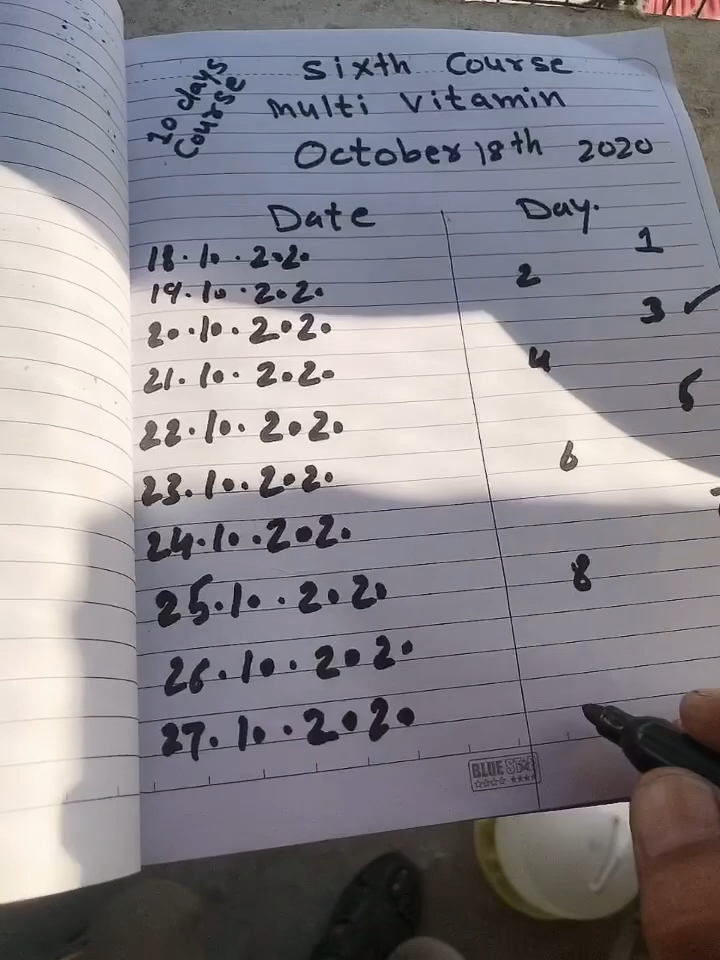 10 days
Course
Sixth Course
Multi Vitamin
October 18th 2020
Date Day.
18.10.2020 1
19.10.2020 2
20.10.2020 3 ✓
21.10.2020 4
22.10.2020 5
23.10.2020 6
24.10.2020
25.10.2020 8
26.10.2020
27.10.2020
BLUE STAR